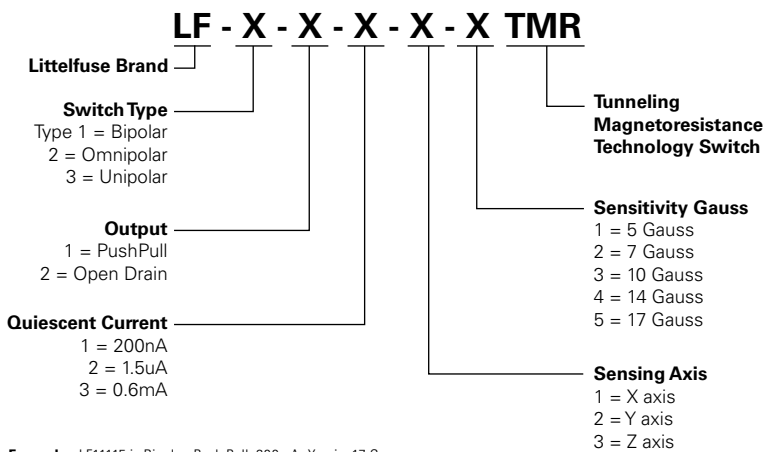 LF - X - X - X - X - X TMR
Littelfuse Brand
Switch Type
Type 1 = Bipolar
2 = Omnipolar
3 = Unipolar
Output
1 = PushPull
2 = Open Drain
Quiescent Current
1 = 200nA
2 = 1.5uA
3 = 0.6mA
Tunneling
Magnetoresistance
Technology Switch
Sensitivity Gauss
1 = 5 Gauss
2 = 7 Gauss
3 = 10 Gauss
4 = 14 Gauss
5 = 17 Gauss
Sensing Axis
1 = X axis
2 = Y axis
3 = Z axis